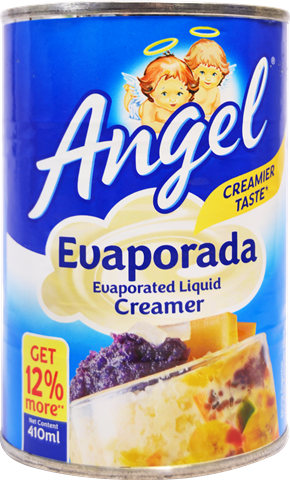 Angel
CREAMIER
TASTE*
Evaporada
Evaporated Liquid
Creamer
GET
12%
more**
Net Content
410ml